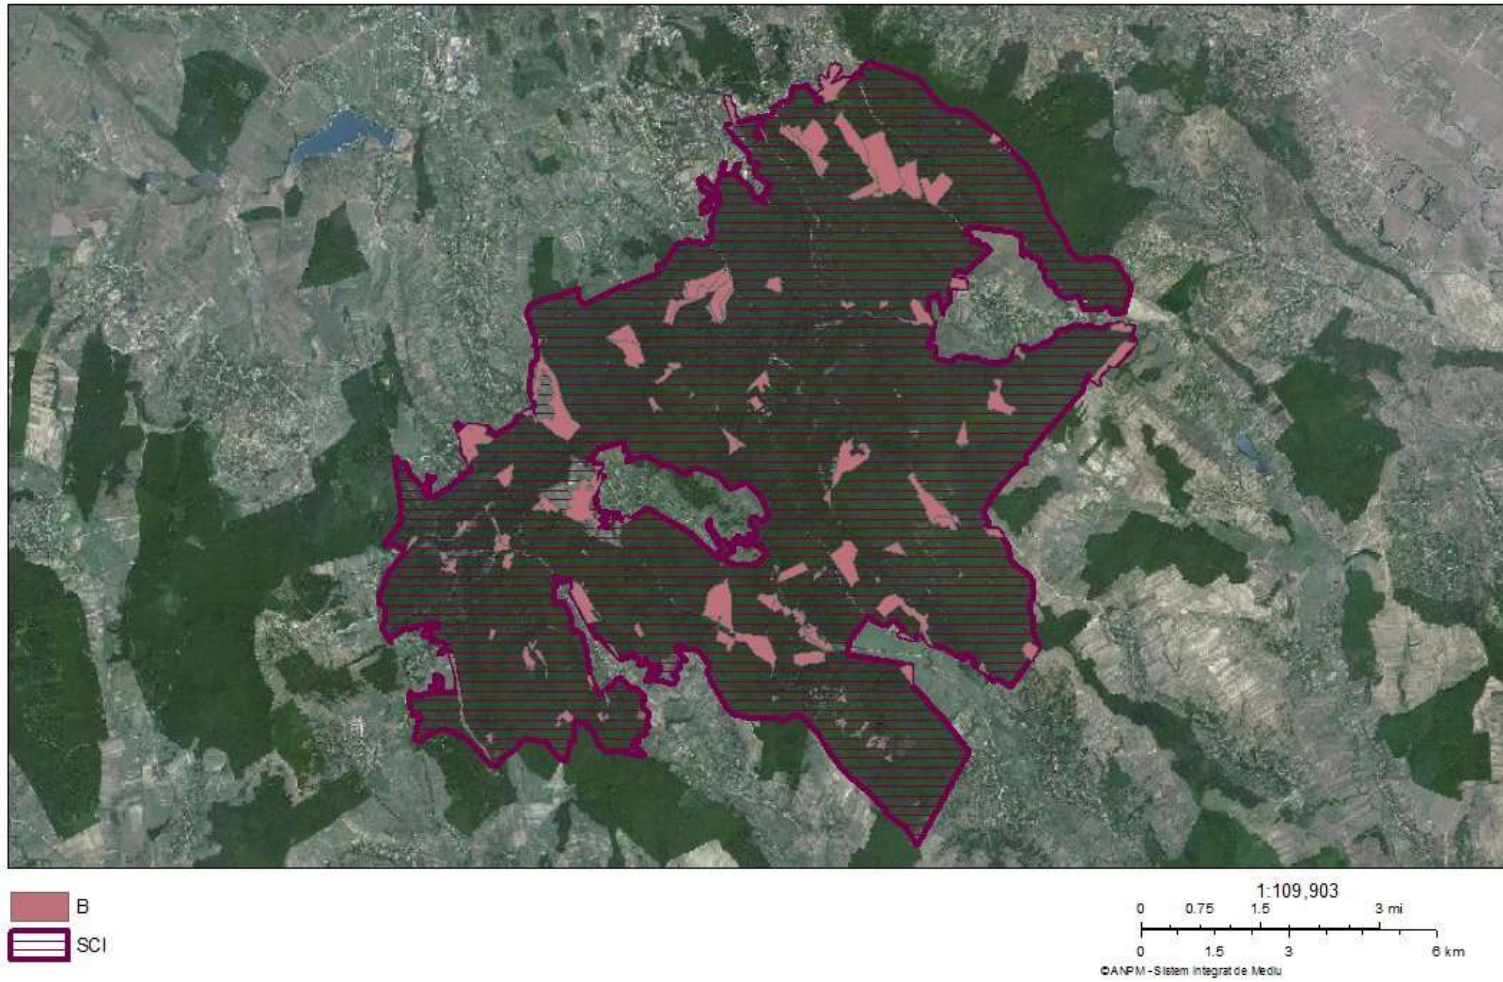 B
SCI
1:109,903
0 0.75 1.5 3 mi
0 1.5 3 6 km
©ANPM - Sistem Integrat de Mediu